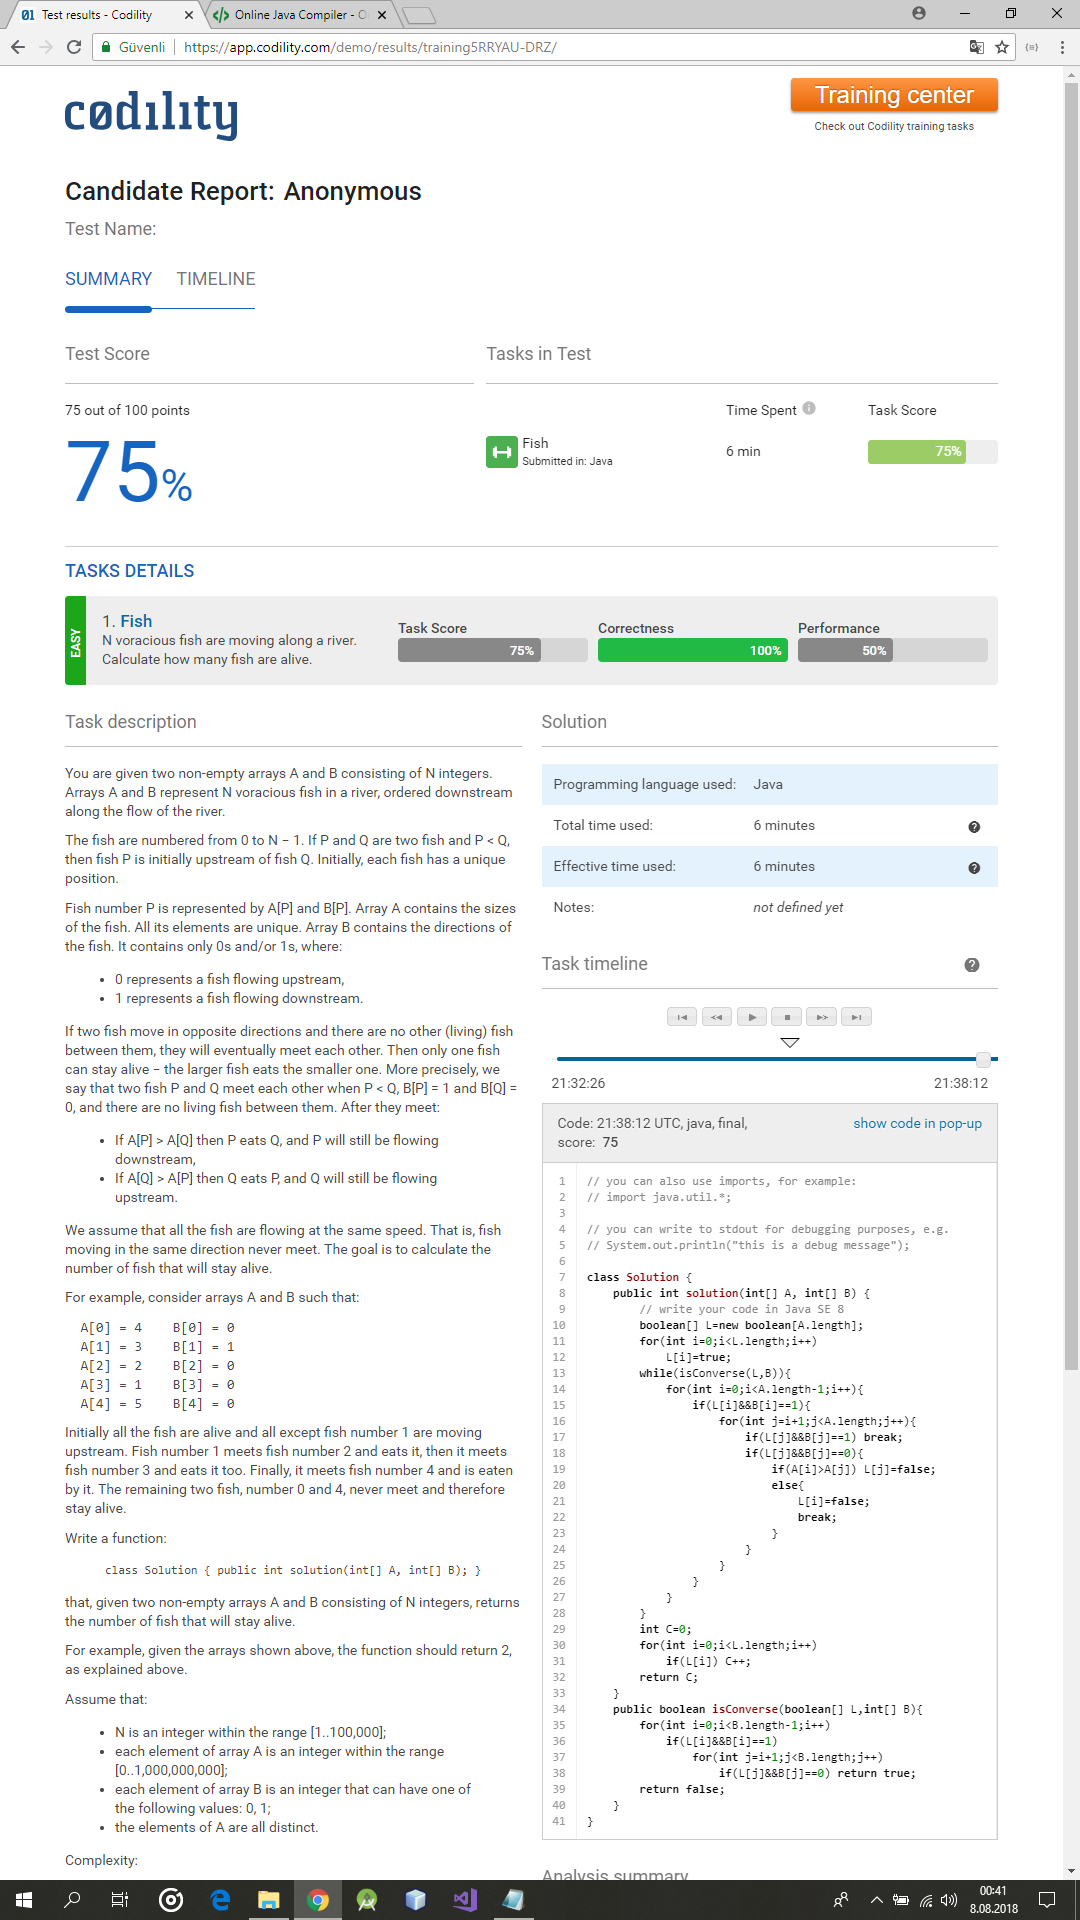 Test results - Codility
Online Java Compiler - O
Güvenli
https://app.codility.com/demo/results/training5RRYAU-DRZ/
codility
Training center
Check out Codility training tasks
Candidate Report: Anonymous
Test Name:
SUMMARY TIMELINE
Test Score
Tasks in Test
75 out of 100 points
Time Spent
Task Score
75%
Fish
Submitted in: Java
6 min
75%
TASKS DETAILS
EASY
1. Fish
N voracious fish are moving along a river.
Calculate how many fish are alive.
Task Score
75%
Correctness
100%
Performance
50%
Task description
You are given two non-empty arrays A and B consisting of N integers.
Arrays A and B represent N voracious fish in a river, ordered downstream
along the flow of the river.
The fish are numbered from 0 to N − 1. If P and Q are two fish and P < Q,
then fish P is initially upstream of fish Q. Initially, each fish has a unique
position.
Fish number P is represented by A[P] and B[P]. Array A contains the sizes
of the fish. All its elements are unique. Array B contains the directions of
the fish. It contains only 0s and/or 1s, where:
• 0 represents a fish flowing upstream,
• 1 represents a fish flowing downstream.
If two fish move in opposite directions and there are no other (living) fish
between them, they will eventually meet each other. Then only one fish
can stay alive − the larger fish eats the smaller one. More precisely, we
say that two fish P and Q meet each other when P < Q, B[P] = 1 and B[Q] =
0, and there are no living fish between them. After they meet:
• If A[P] > A[Q] then P eats Q, and P will still be flowing
downstream,
• If A[Q] > A[P] then Q eats P, and Q will still be flowing
upstream.
We assume that all the fish are flowing at the same speed. That is, fish
moving in the same direction never meet. The goal is to calculate the
number of fish that will stay alive.
For example, consider arrays A and B such that:
A[0] = 4 B[0] = 0
A[1] = 3 B[1] = 1
A[2] = 2 B[2] = 0
A[3] = 1 B[3] = 0
A[4] = 5 B[4] = 0
Initially all the fish are alive and all except fish number 1 are moving
upstream. Fish number 1 meets fish number 2 and eats it, then it meets
fish number 3 and eats it too. Finally, it meets fish number 4 and is eaten
by it. The remaining two fish, number 0 and 4, never meet and therefore
stay alive.
Write a function:
class Solution { public int solution(int[] A, int[] B); }
that, given two non-empty arrays A and B consisting of N integers, returns
the number of fish that will stay alive.
For example, given the arrays shown above, the function should return 2,
as explained above.
Assume that:
• N is an integer within the range [1..100,000];
• each element of array A is an integer within the range
[0..1,000,000,000];
• each element of array B is an integer that can have one of
the following values: 0, 1;
• the elements of A are all distinct.
Complexity:
Solution
Programming language used: Java
Total time used: 6 minutes
Effective time used: 6 minutes
Notes: not defined yet
Task timeline
21:32:26
21:38:12
Code: 21:38:12 UTC, java, final,
score: 75
show code in pop-up
1 // you can also use imports, for example:
2 // import java.util.*;
3
4 // you can write to stdout for debugging purposes, e.g.
5 // System.out.println("this is a debug message");
6
7 class Solution {
8 public int solution(int[] A, int[] B) {
9 // write your code in Java SE 8
10 boolean[] L=new boolean[A.length];
11 for(int i=0;i<L.length;i++)
12 L[i]=true;
13 while(isConverse(L,B)){
14 for(int i=0;i<A.length-1;i++){
15 if(L[i]&&B[i]==1){
16 for(int j=i+1;j<A.length;j++){
17 if(L[j]&&B[j]==1) break;
18 if(L[j]&&B[j]==0){
19 if(A[i]>A[j]) L[j]=false;
20 else{
21 L[i]=false;
22 break;
23 }
24 }
25 }
26 }
27 }
28 }
29 int C=0;
30 for(int i=0;i<L.length;i++)
31 if(L[i]) C++;
32 return C;
33 }
34 public boolean isConverse(boolean[] L,int[] B){
35 for(int i=0;i<B.length-1;i++)
36 if(L[i]&&B[i]==1)
37 for(int j=i+1;j<B.length;j++)
38 if(L[j]&&B[j]==0) return true;
39 return false;
40 }
41 }
Analysis summary
00:41
8.08.2018